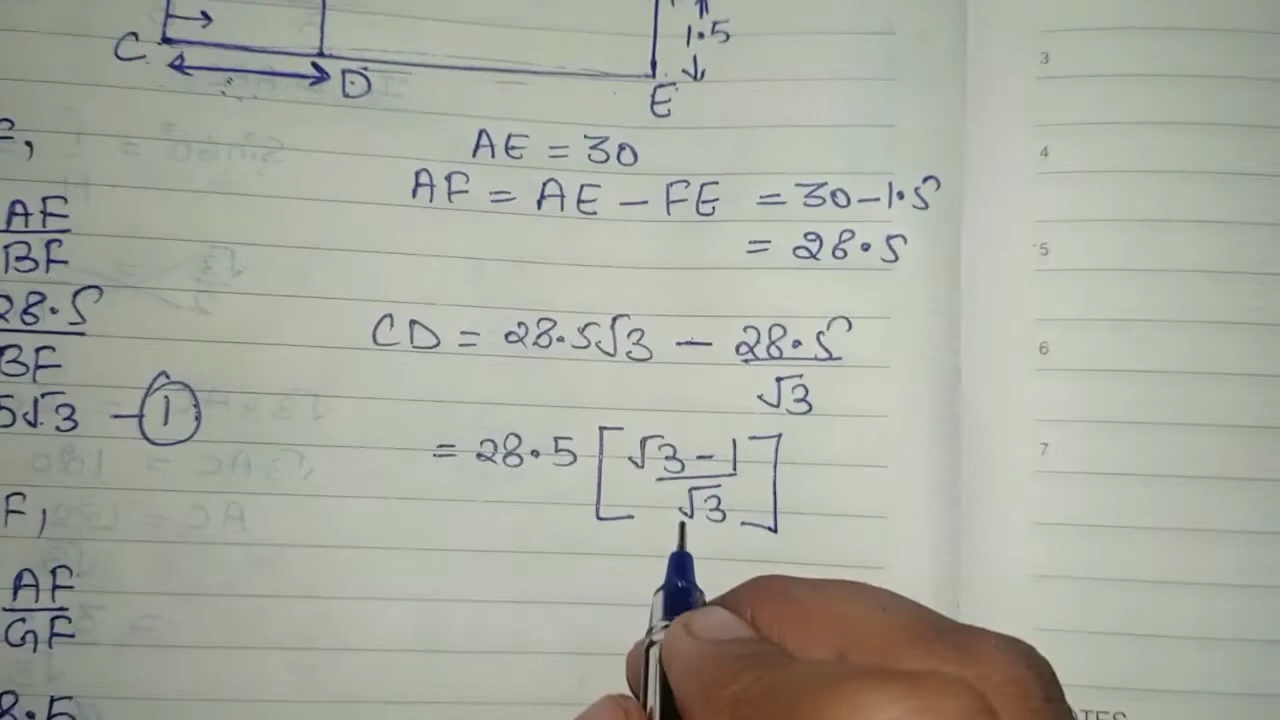 1.5
C
D
E
AE = 30
AF = AE - FE = 30-1.5
= 28.5
AF
BF
28.5
BF
CD = 28.5√3 - 28.5
√3
5√3 - 1
= 28.5 [ √3 - 1
√3 ]
F,
AF
GF
8.5
3
4
5
6
7